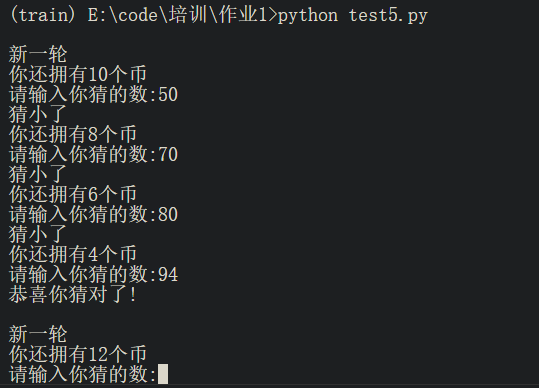 (train) E:\code\培训\作业1>python test5.py
新一轮
你还拥有10个币
请输入你猜的数:50
猜小了
你还拥有8个币
请输入你猜的数:70
猜小了
你还拥有6个币
请输入你猜的数:80
猜小了
你还拥有4个币
请输入你猜的数:94
恭喜你猜对了!
新一轮
你还拥有12个币
请输入你猜的数: